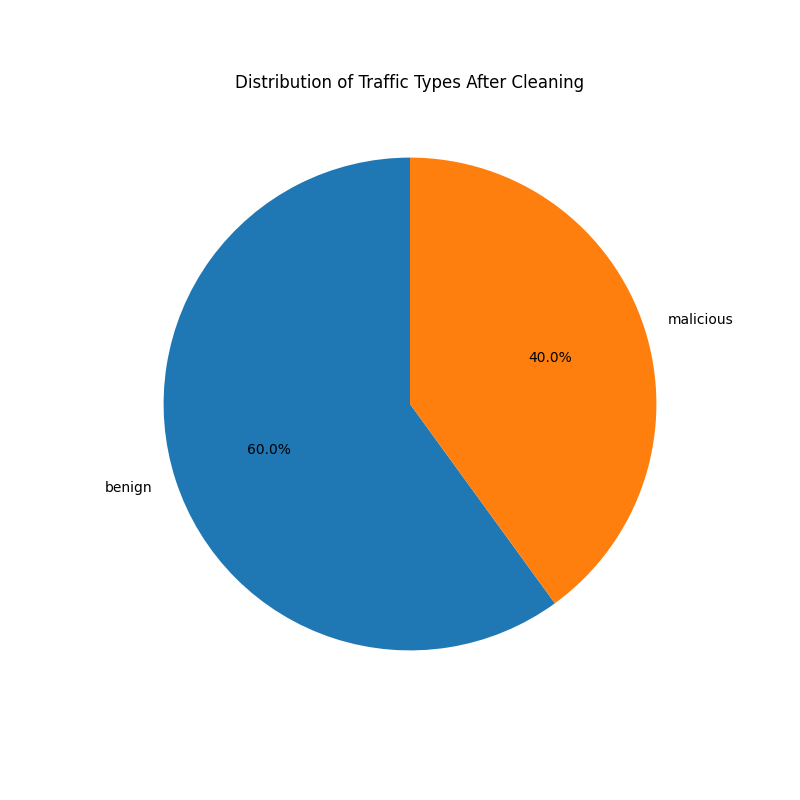 Distribution of Traffic Types After Cleaning
malicious
40.0%
60.0%
benign